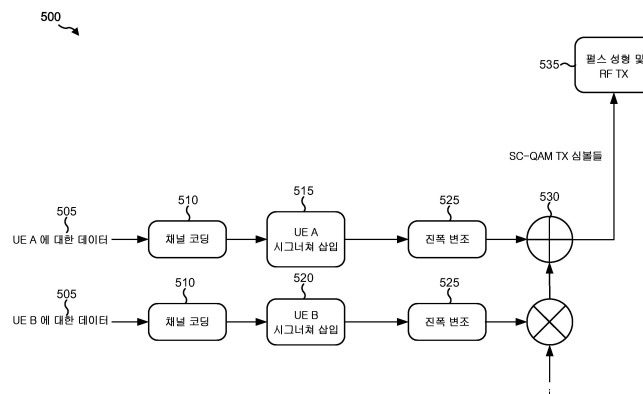 500
펄스 성형 및
RF TX
535
SC-QAM TX 심볼들
505
UE A 에 대한 데이터
510
채널 코딩
515
UE A
시그너쳐 삽입
525
진폭 변조
530
505
UE B 에 대한 데이터
510
채널 코딩
520
UE B
시그너쳐 삽입
525
진폭 변조
j